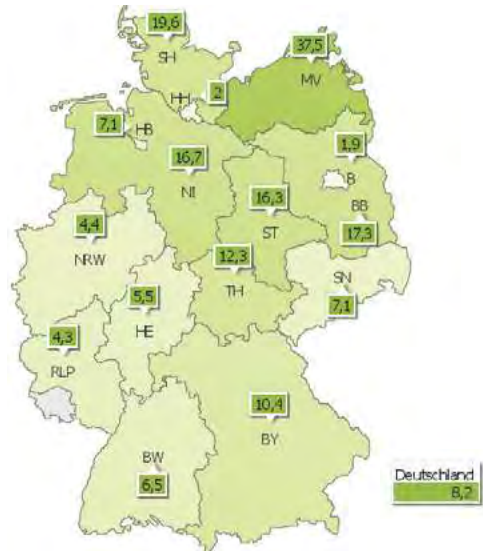 19,6
SH
37,5
MV
HH
2
7,1
HB
16,7
NI
1,9
B
BB
17,3
16,3
ST
4,4
NRW
12,3
TH
SN
7,1
5,5
HE
4,3
RLP
10,4
BY
BW
6,5
Deutschland
8,2